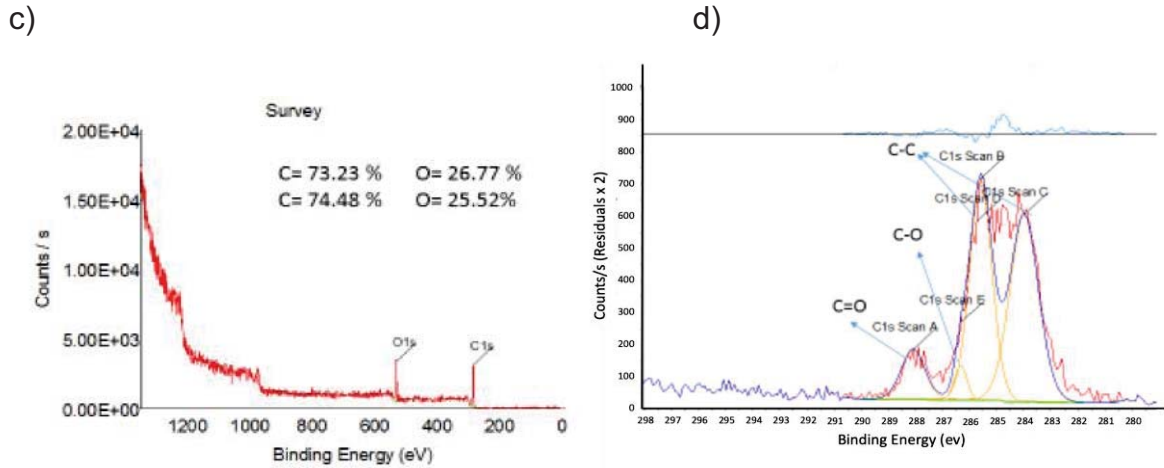 c)
Survey
2.00E+04
1.50E+04
1.00E+04
5.00E+03
0.00E+00
Counts / s
C= 73.23 % O= 26.77 %
C= 74.48 % O= 25.52%
O1s
C1s
1200 1000 800 600 400 200 0
Binding Energy (eV)
d)
1000
900
800
700
600
500
400
300
200
100
0
Counts/s (Residuals x 2)
C-C
C1s Scan B
C1s Scan C
C1s Scan D
C-O
C1s Scan E
C=O
C1s Scan A
298 297 296 295 294 293 292 291 290 289 288 287 286 285 284 283 282 281 280
Binding Energy (ev)